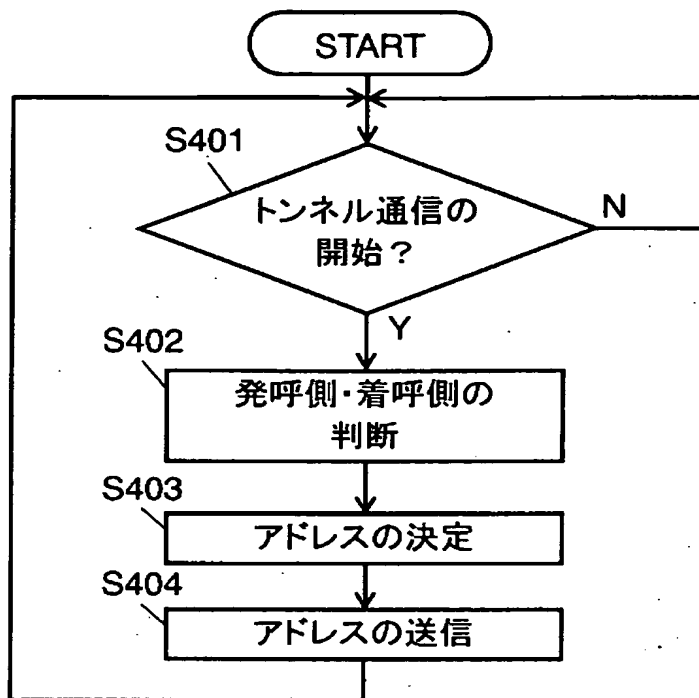 START
S401
トンネル通信の
開始?
N
Y
S402
発呼側・着呼側の
判断
S403
アドレスの決定
S404
アドレスの送信